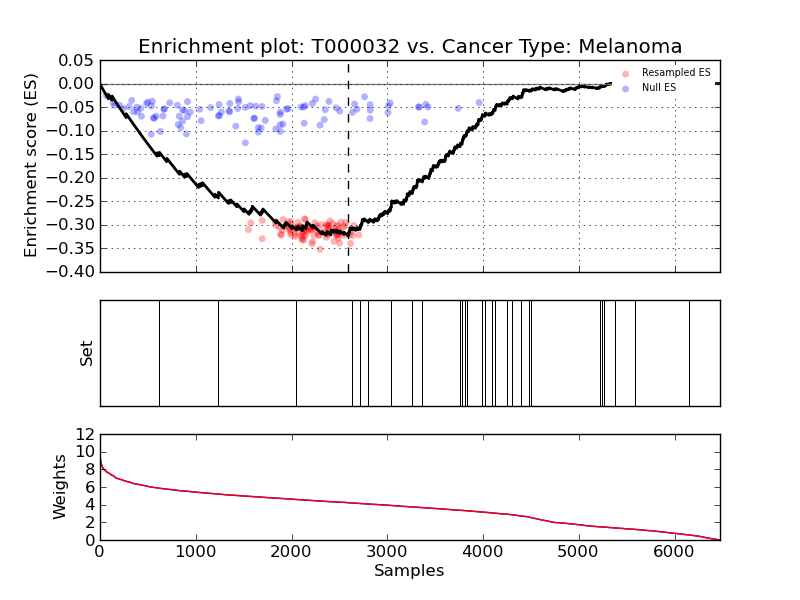 Enrichment plot: T000032 vs. Cancer Type: Melanoma
Enrichment score (ES)
0.05
0.00
−0.05
−0.10
−0.15
−0.20
−0.25
−0.30
−0.35
−0.40
Resampled ES
Null ES
Set
Weights
12
10
8
6
4
2
0
0 1000 2000 3000 4000 5000 6000
Samples